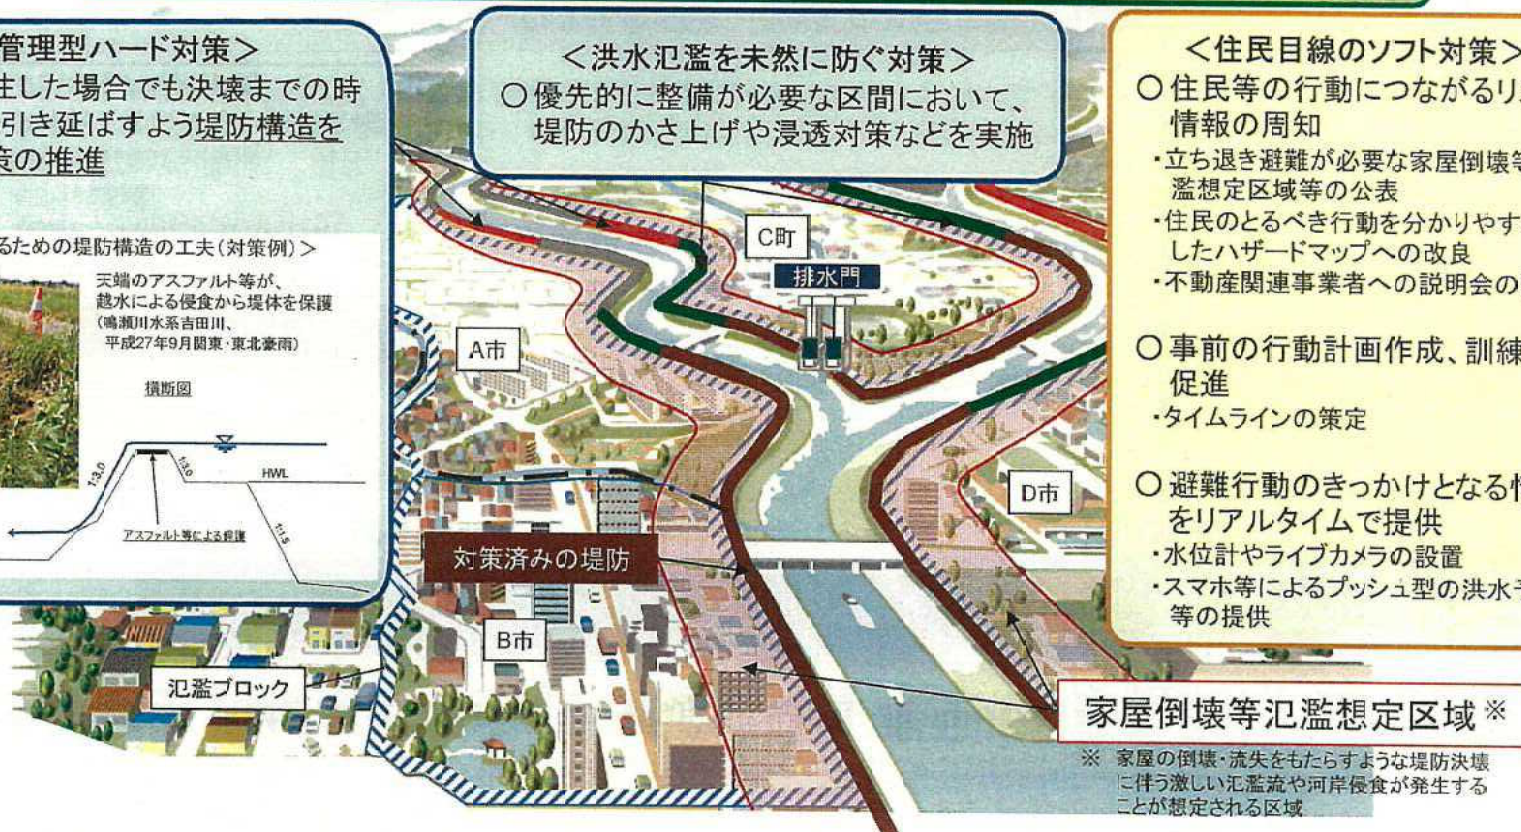 管理型ハード対策＞
生した場合でも決壊までの時
引き延ばすよう堤防構造を
策の推進
るための堤防構造の工夫(対策例)＞
天端のアスファルト等が、
越水による侵食から堤体を保護
(鳴瀬川水系吉田川、
平成27年9月関東・東北豪雨)
横断図
1:3.0
1:3.0
HWL
1:1.5
アスファルト等による保護
＜洪水氾濫を未然に防ぐ対策＞
○優先的に整備が必要な区間において、
堤防のかさ上げや浸透対策などを実施
C町
排水門
A市
D市
対策済みの堤防
B市
氾濫ブロック
＜住民目線のソフト対策＞
○住民等の行動につながるリ
情報の周知
・立ち退き避難が必要な家屋倒壊等
濫想定区域等の公表
・住民のとるべき行動を分かりやす
したハザードマップへの改良
・不動産関連事業者への説明会の
○事前の行動計画作成、訓練
促進
・タイムラインの策定
○避難行動のきっかけとなる
をリアルタイムで提供
・水位計やライブカメラの設置
・スマホ等によるプッシュ型の洪水
等の提供
家屋倒壊等氾濫想定区域※
※ 家屋の倒壊・流失をもたらすような堤防決壊
に伴う激しい氾濫流や河岸侵食が発生する
ことが想定される区域